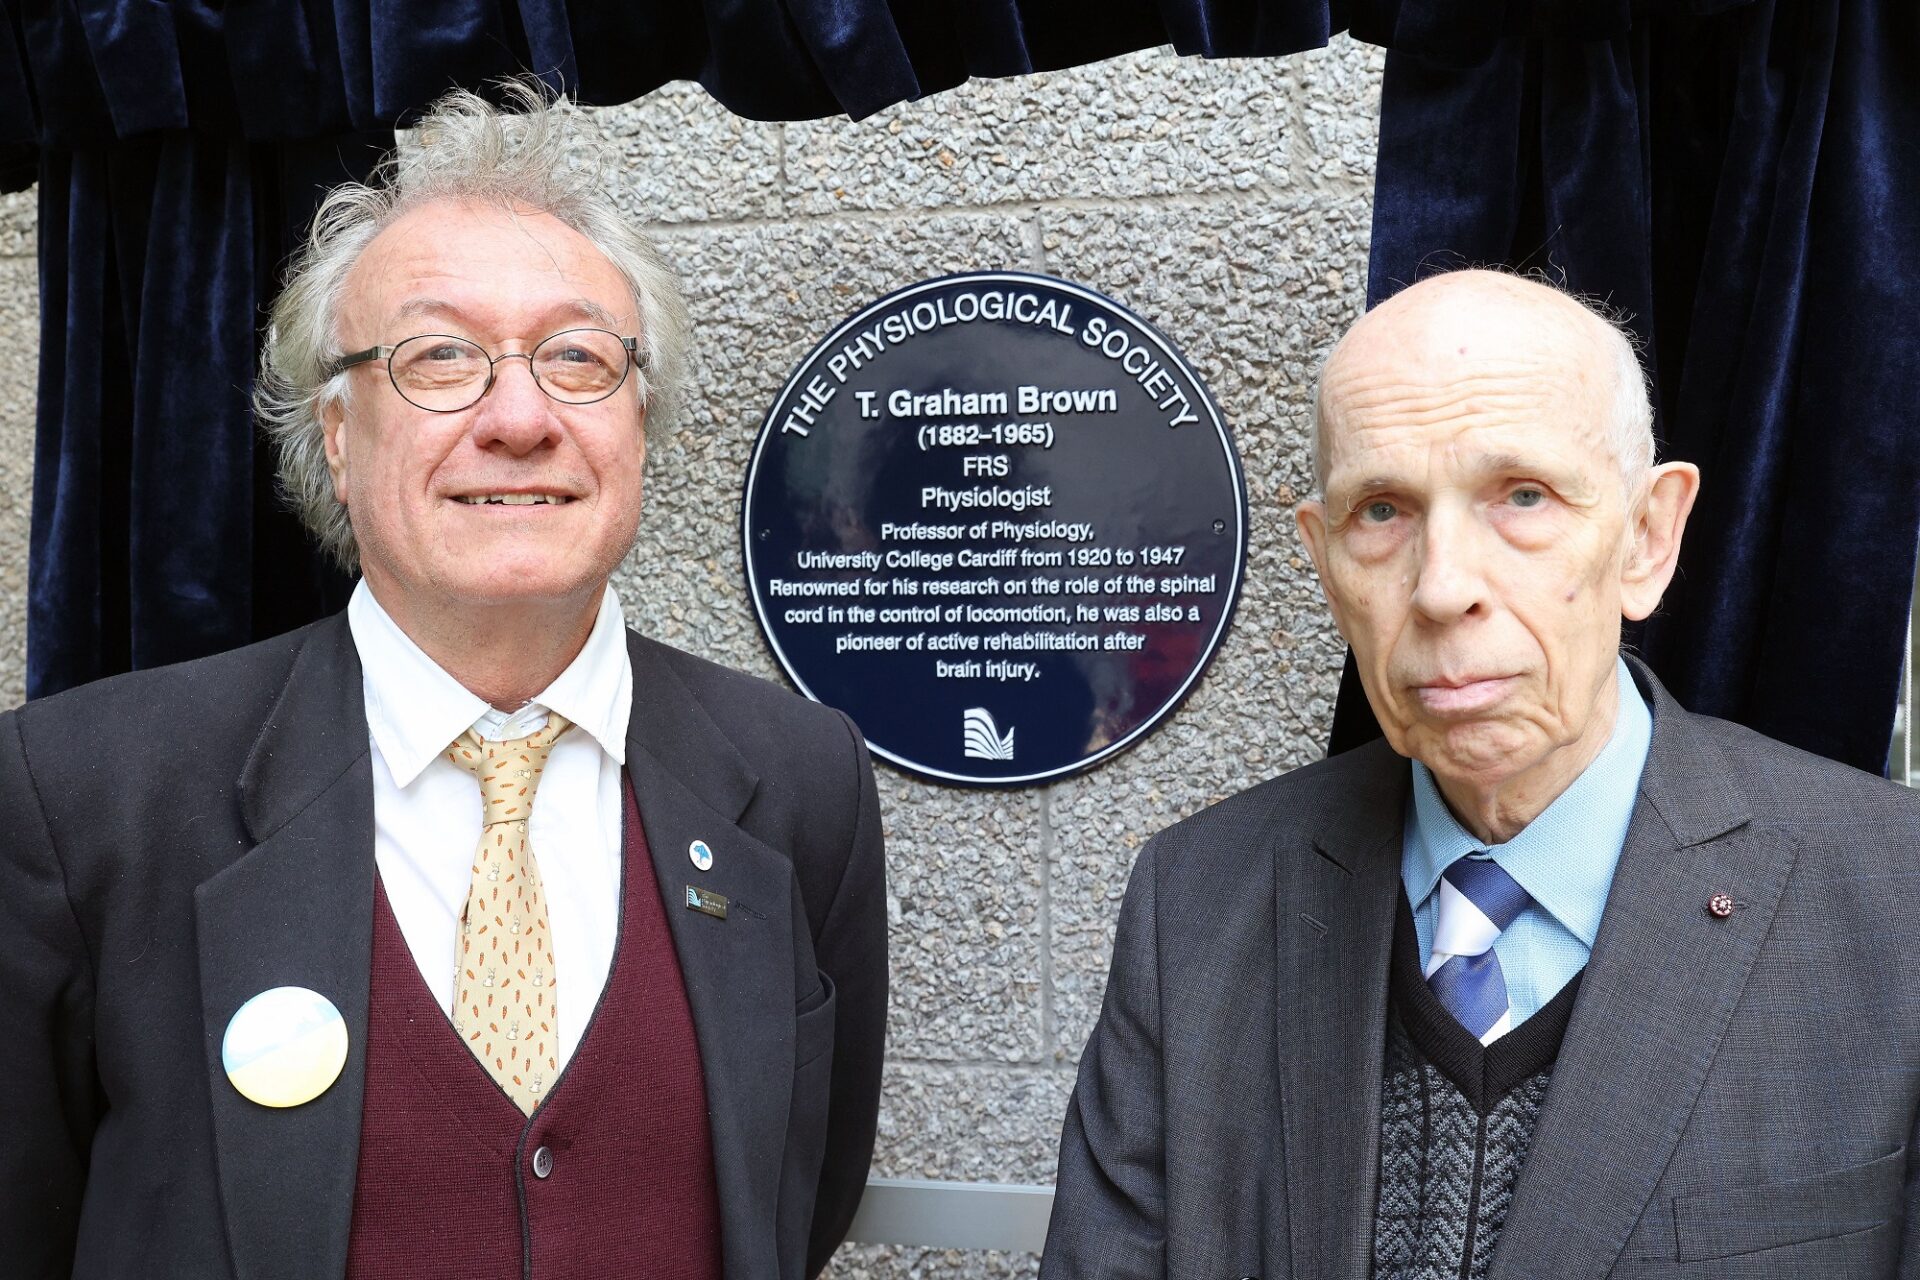 THE PHYSIOLOGICAL SOCIETY
T. Graham Brown
(1882–1965)
FRS
Physiologist
Professor of Physiology,
University College Cardiff from 1920 to 1947
Renowned for his research on the role of the spinal
cord in the control of locomotion, he was also a
pioneer of active rehabilitation after
brain injury.